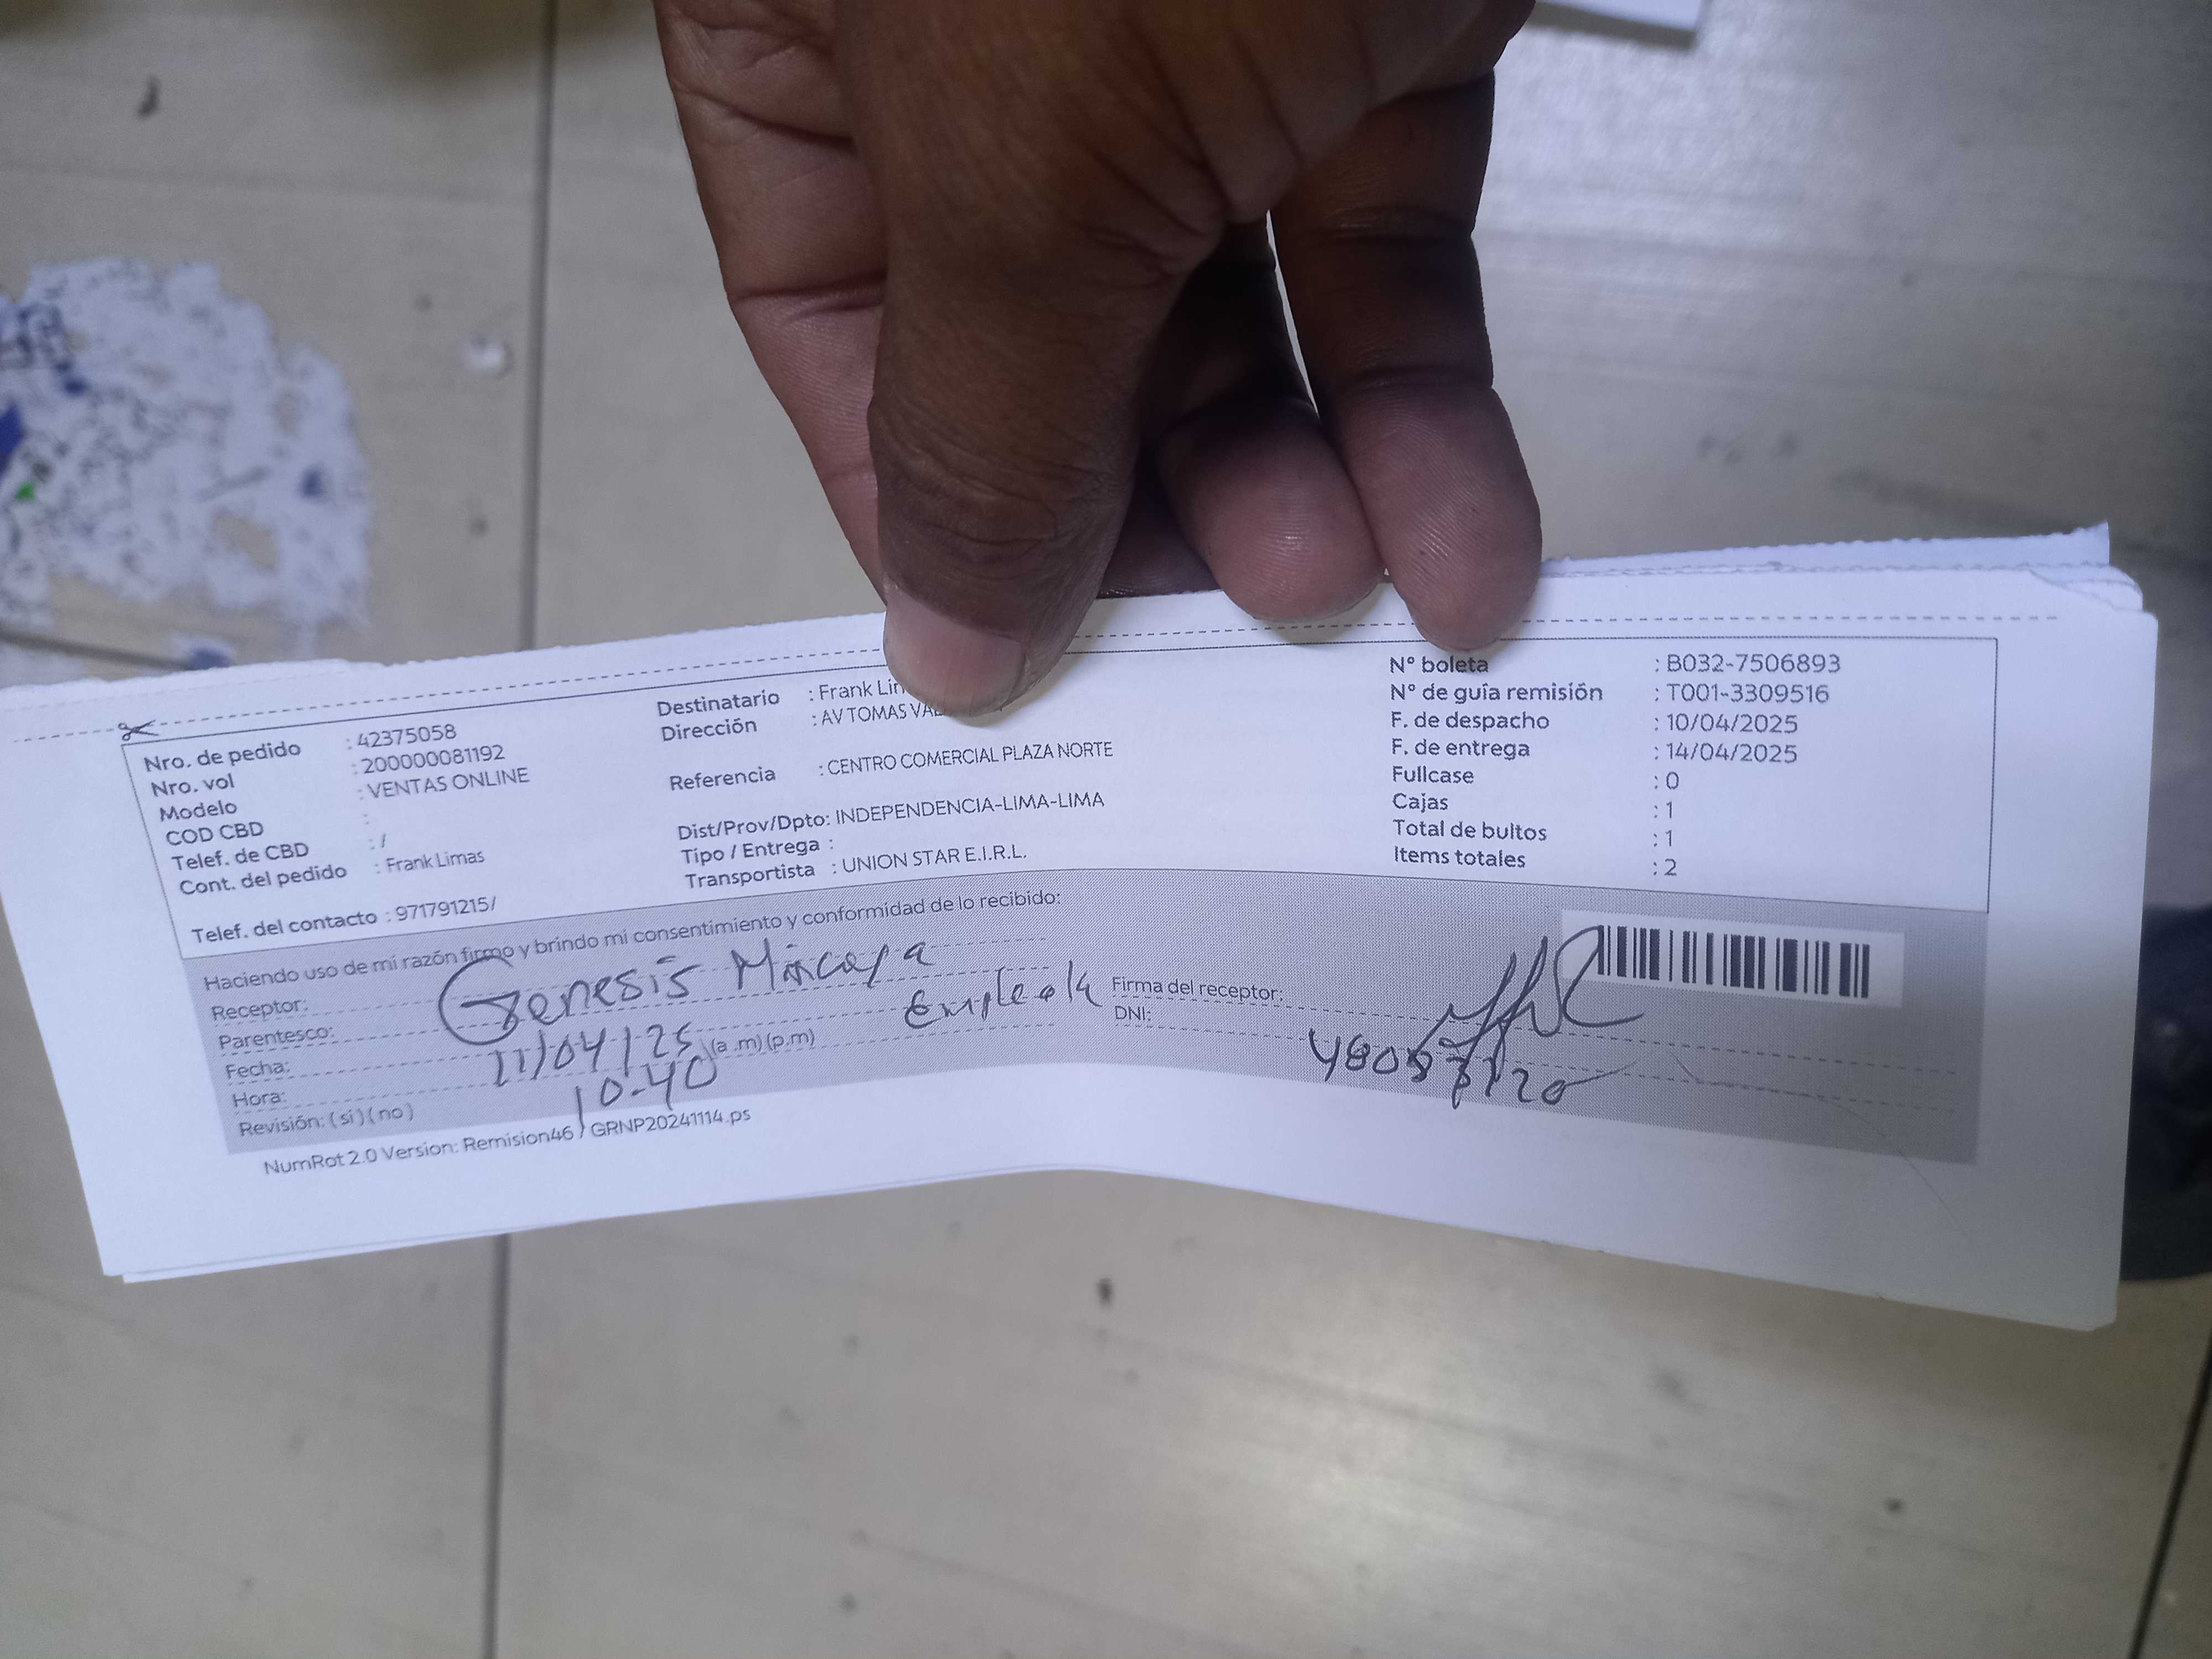 Nro. de pedido : 42375058
Nro. vol : 200000081192
Modelo : VENTAS ONLINE
COD CBD :
Telef. de CBD : /
Cont. del pedido : Frank Limas
Telef. del contacto : 971791215/
Destinatario : Frank
Dirección : AV TOMAS
Referencia : CENTRO COMERCIAL PLAZA NORTE
Dist/Prov/Dpto: INDEPENDENCIA-LIMA-LIMA
Tipo / Entrega :
Transportista : UNION STAR E.I.R.L.
N° boleta : B032-7506893
N° de guía remisión : T001-3309516
F. de despacho : 10/04/2025
F. de entrega : 14/04/2025
Fullcase : 0
Cajas : 1
Total de bultos : 1
Items totales : 2
Haciendo uso de mi razón firmo y brindo mi consentimiento y conformidad de lo recibido:
Receptor: Genesis
Parentesco:
Fecha: 11/04/25
Hora: 10-40 (a .m) (p.m)
Revisión: (si) (no)
Firma del receptor:
DNI:
NumRot 2.0 Version: Remision46 / GRNP20241114.ps